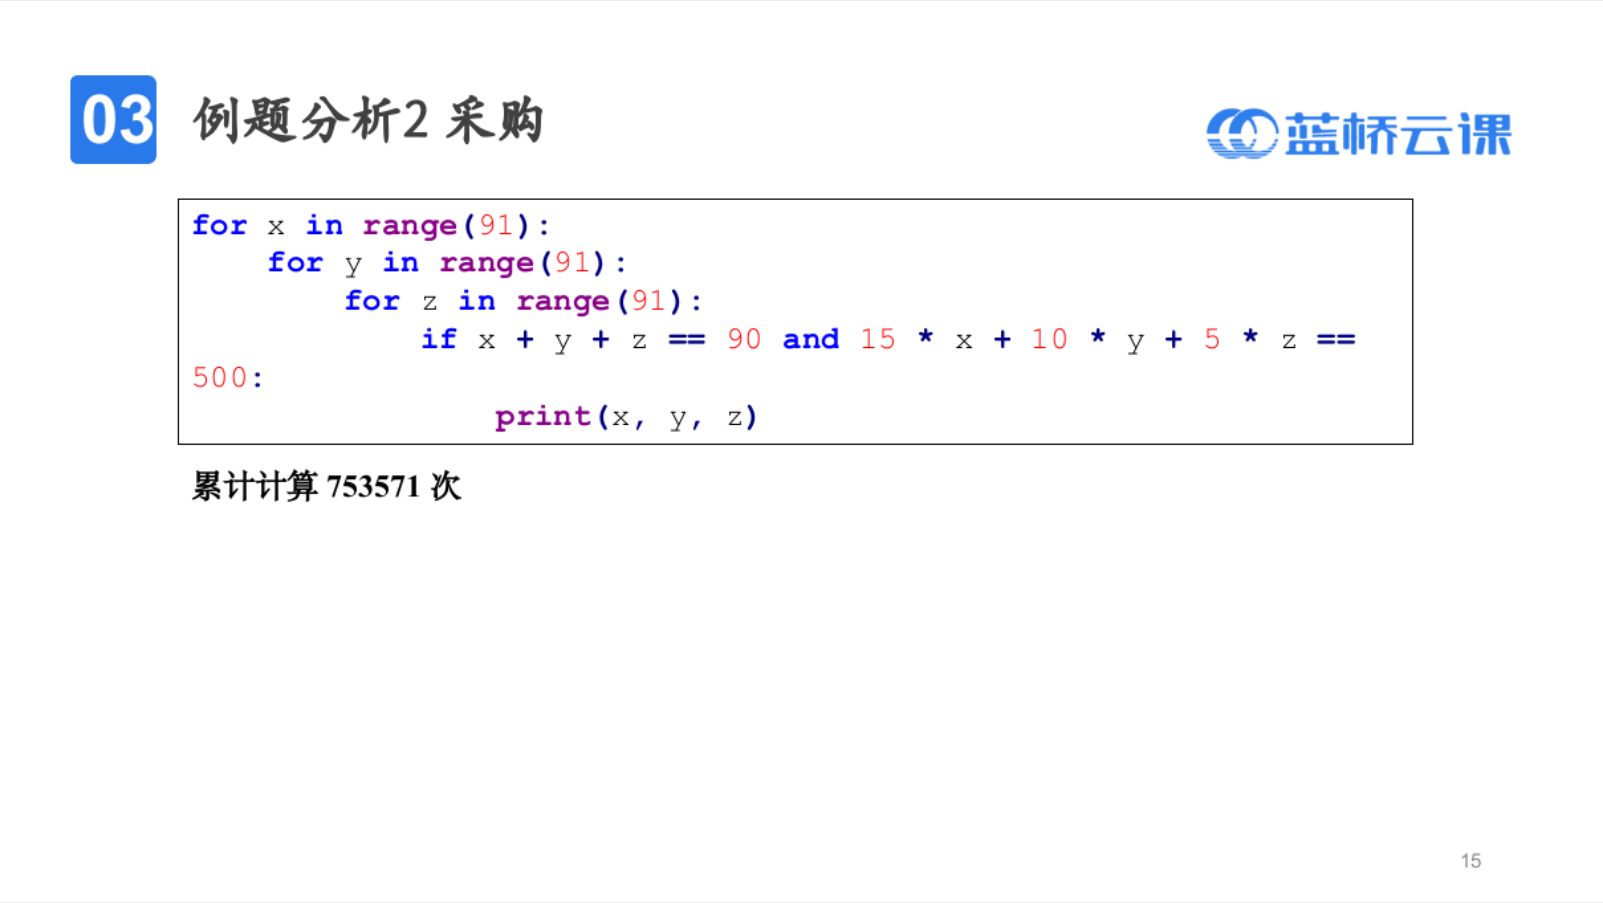 03 例题分析2 采购
蓝桥云课
for x in range(91):
    for y in range(91):
        for z in range(91):
            if x + y + z == 90 and 15 * x + 10 * y + 5 * z ==
500:
                print(x, y, z)
累计计算 753571 次
15